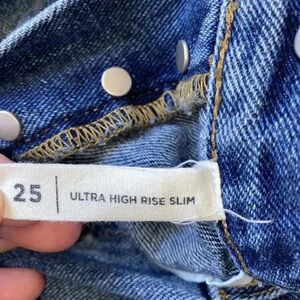 25 | ULTRA HIGH RISE SLIM